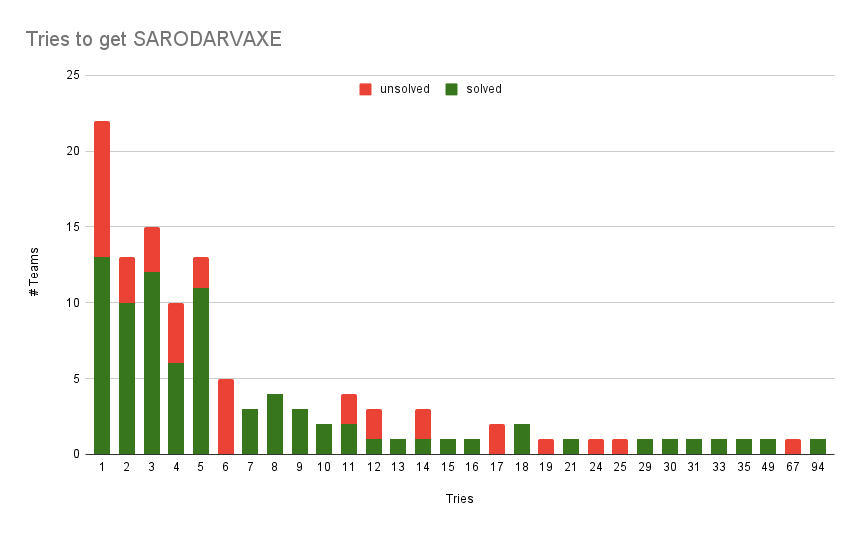 Tries to get SARODARVAXE
unsolved solved
25
20
15
10
5
0
# Teams
1 2 3 4 5 6 7 8 9 10 11 12 13 14 15 16 17 18 19 21 24 25 29 30 31 33 35 49 67 94
Tries